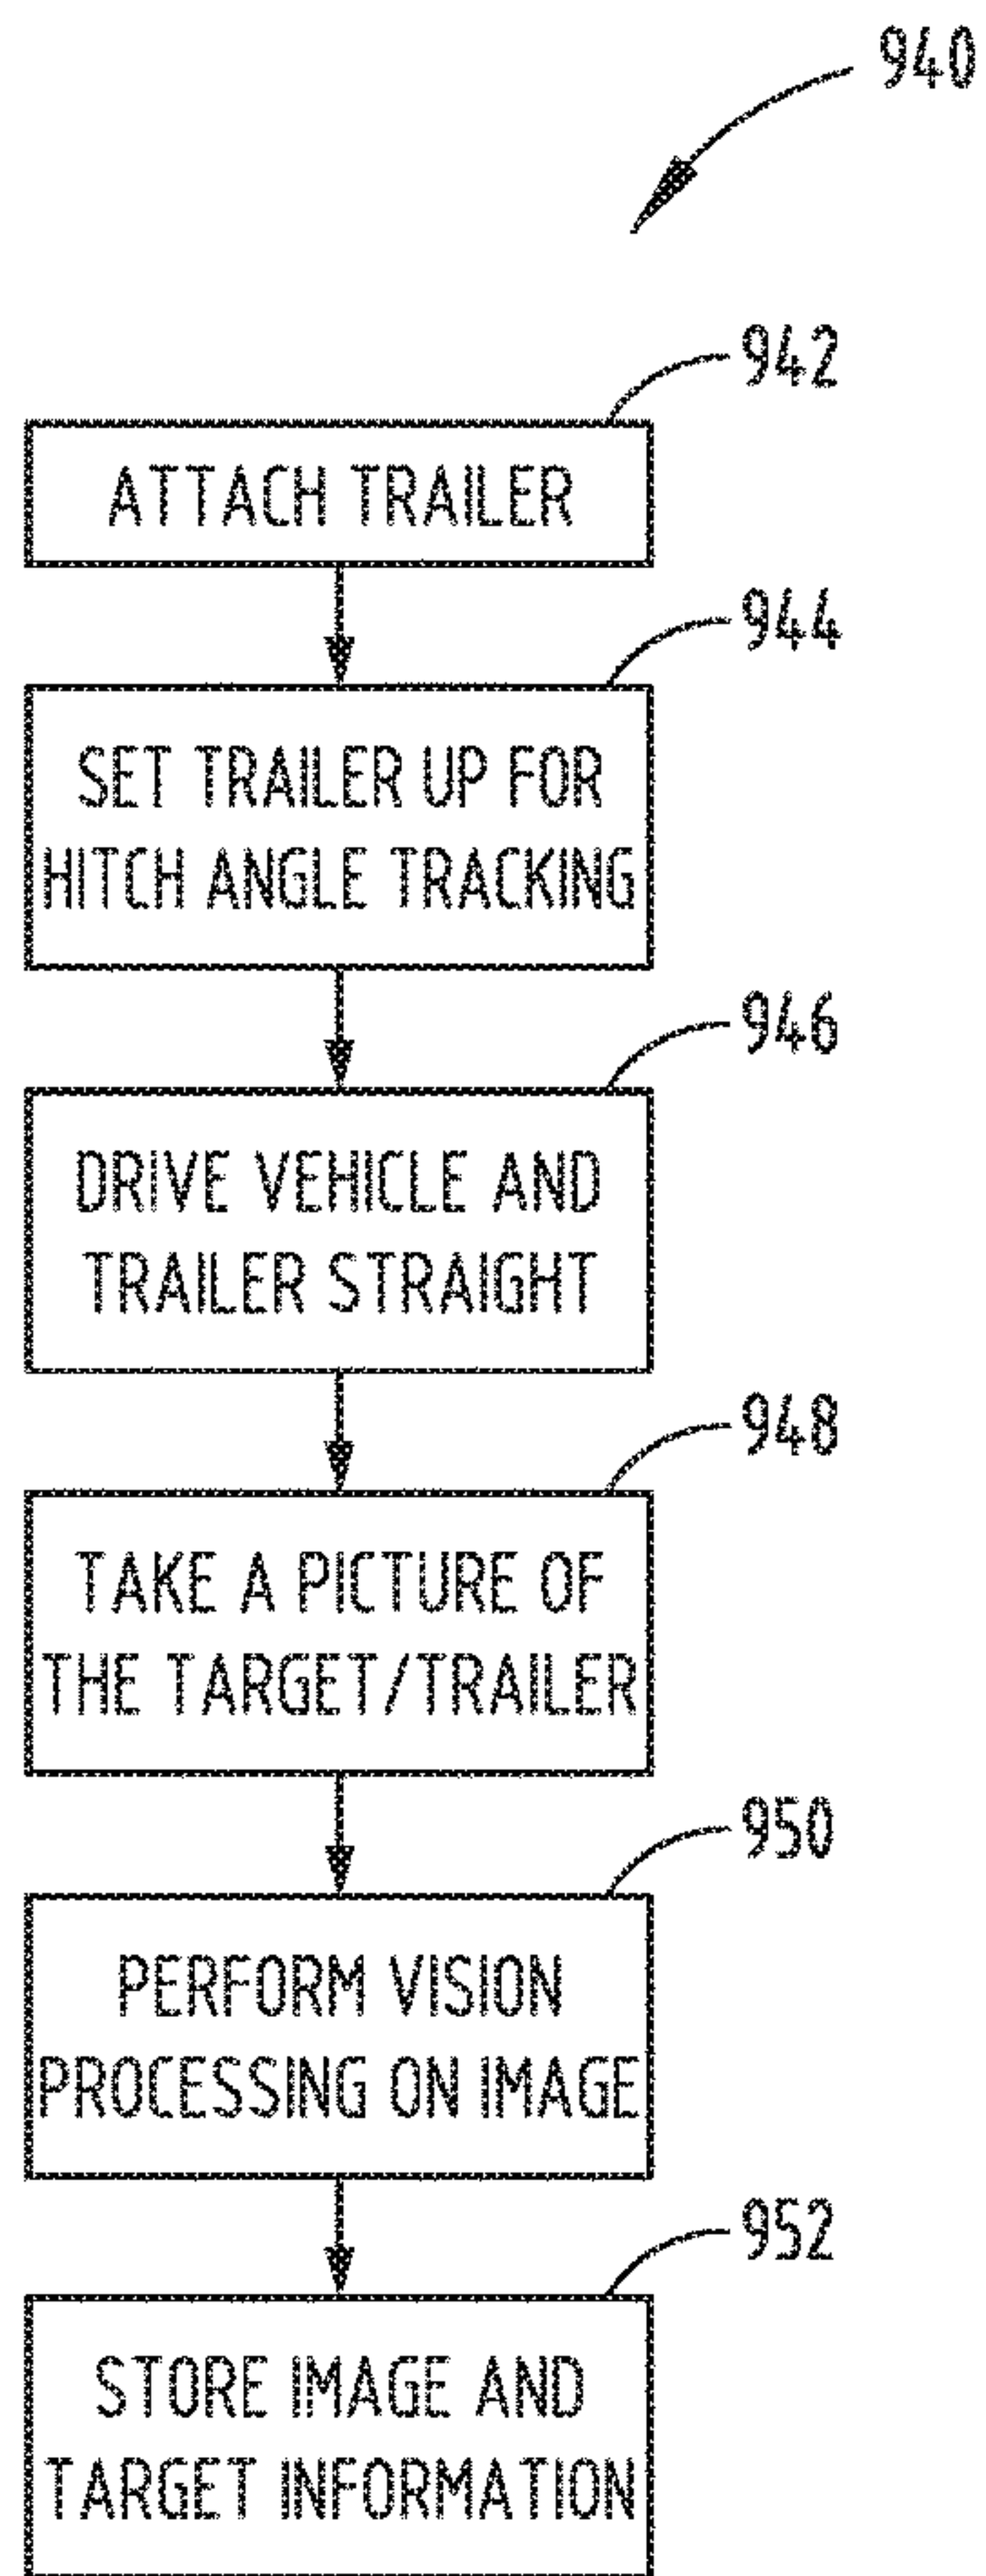 940
942
ATTACH TRAILER
944
SET TRAILER UP FOR
HITCH ANGLE TRACKING
946
DRIVE VEHICLE AND
TRAILER STRAIGHT
948
TAKE A PICTURE OF
THE TARGET/TRAILER
950
PERFORM VISION
PROCESSING ON IMAGE
952
STORE IMAGE AND
TARGET INFORMATION